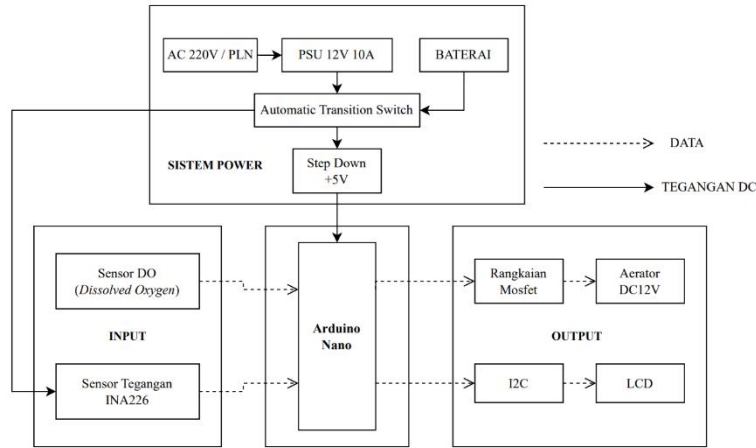 AC 220V / PLN
PSU 12V 10A
BATERAI
Automatic Transition Switch
SISTEM POWER
Step Down
+5V
DATA
TEGANGAN DC
Sensor DO
(Dissolved Oxygen)
INPUT
Sensor Tegangan
INA226
Arduino
Nano
Rangkaian
Mosfet
Aerator
DC12V
OUTPUT
I2C
LCD